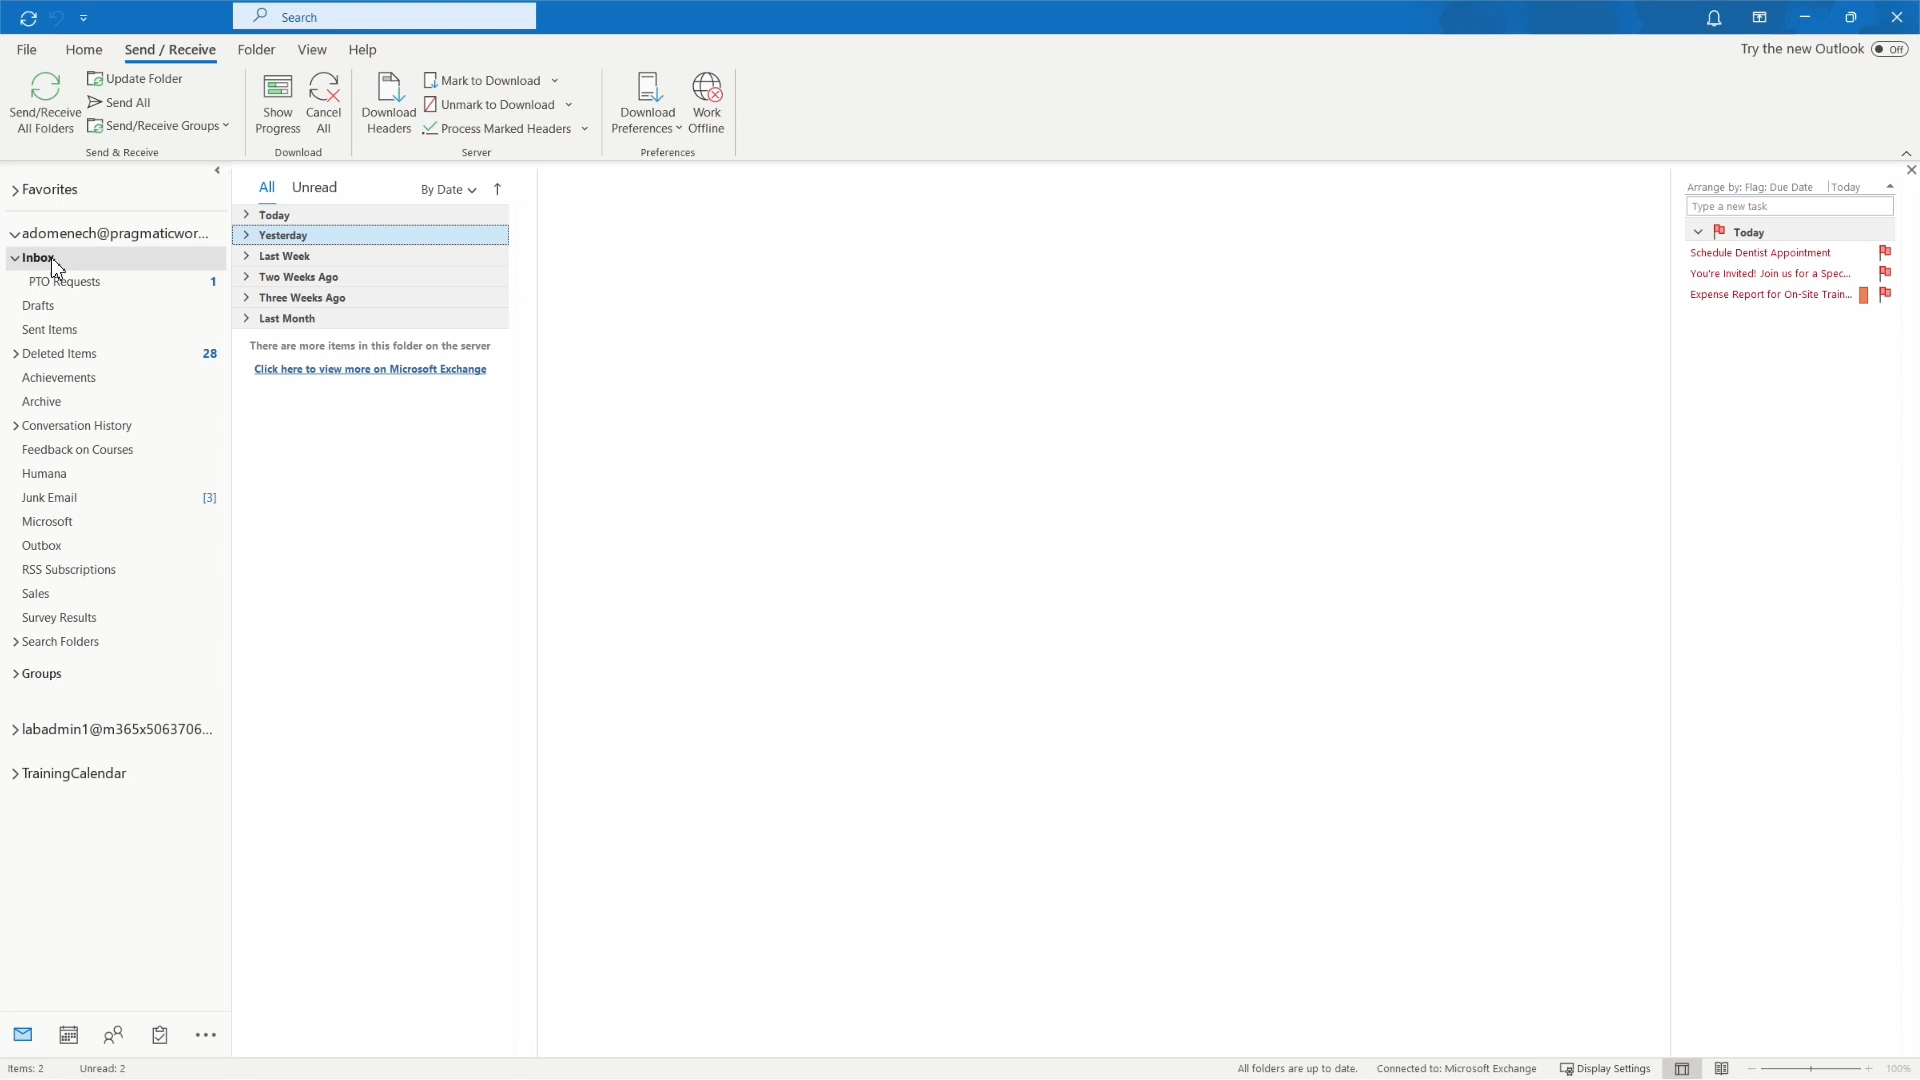 Search
File Home Send / Receive Folder View Help
Try the new Outlook Off
Send/Receive All Folders
Update Folder
Send All
Send/Receive Groups
Send & Receive
Show Progress
Cancel All
Download
Download Headers
Mark to Download
Unmark to Download
Process Marked Headers
Server
Download Preferences
Work Offline
Preferences
Favorites
adomenech@pragmaticwor...
Inbox
PTO Requests 1
Drafts
Sent Items
Deleted Items 28
Achievements
Archive
Conversation History
Feedback on Courses
Humana
Junk Email [3]
Microsoft
Outbox
RSS Subscriptions
Sales
Survey Results
Search Folders
Groups
labadmin1@m365x5063706...
TrainingCalendar
All Unread By Date
Today
Yesterday
Last Week
Two Weeks Ago
Three Weeks Ago
Last Month
There are more items in this folder on the server
Click here to view more on Microsoft Exchange
Arrange by: Flag: Due Date Today
Type a new task
Today
Schedule Dentist Appointment
You're Invited! Join us for a Spec...
Expense Report for On-Site Train...
Items: 2 Unread: 2
All folders are up to date. Connected to: Microsoft Exchange Display Settings 100%